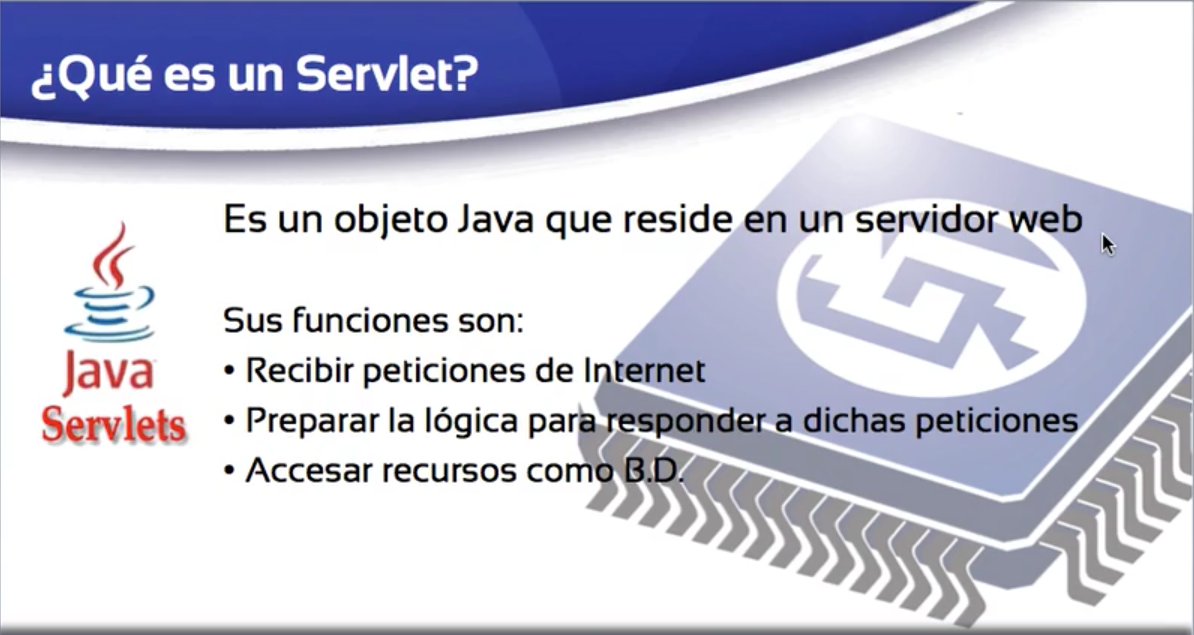 ¿Qué es un Servlet?
Es un objeto Java que reside en un servidor web
Sus funciones son:
• Recibir peticiones de Internet
• Preparar la lógica para responder a dichas peticiones
• Accesar recursos como B.D.
Java
Servlets